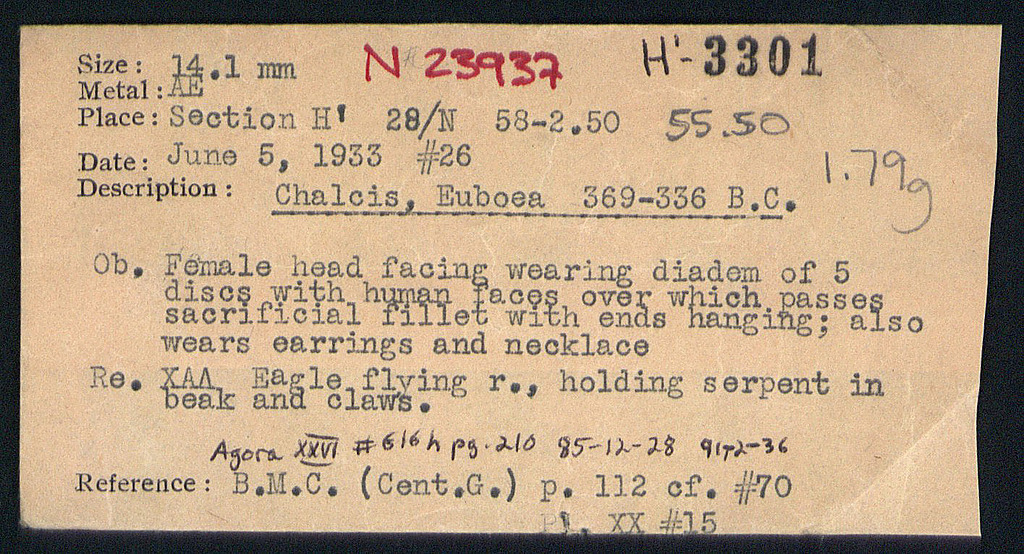 N 23937 H'-3301
Size: 14.1 mm
Metal: AE
Place: Section H' 28/N 58-2.50 55.50
Date: June 5, 1933 #26
1.79g
Description: Chalcis, Euboea 369-336 B.C.
Ob. Female head facing wearing diadem of 5
discs with human faces over which passes
sacrificial fillet with ends hanging; also
wears earrings and necklace
Re. XAΛ Eagle flying r., holding serpent in
beak and claws.
Agora XXVI #616h pg. 210 85-12-28
Reference: B.M.C. (Cent.G.) p. 112 cf. #70
Pl. XX #15